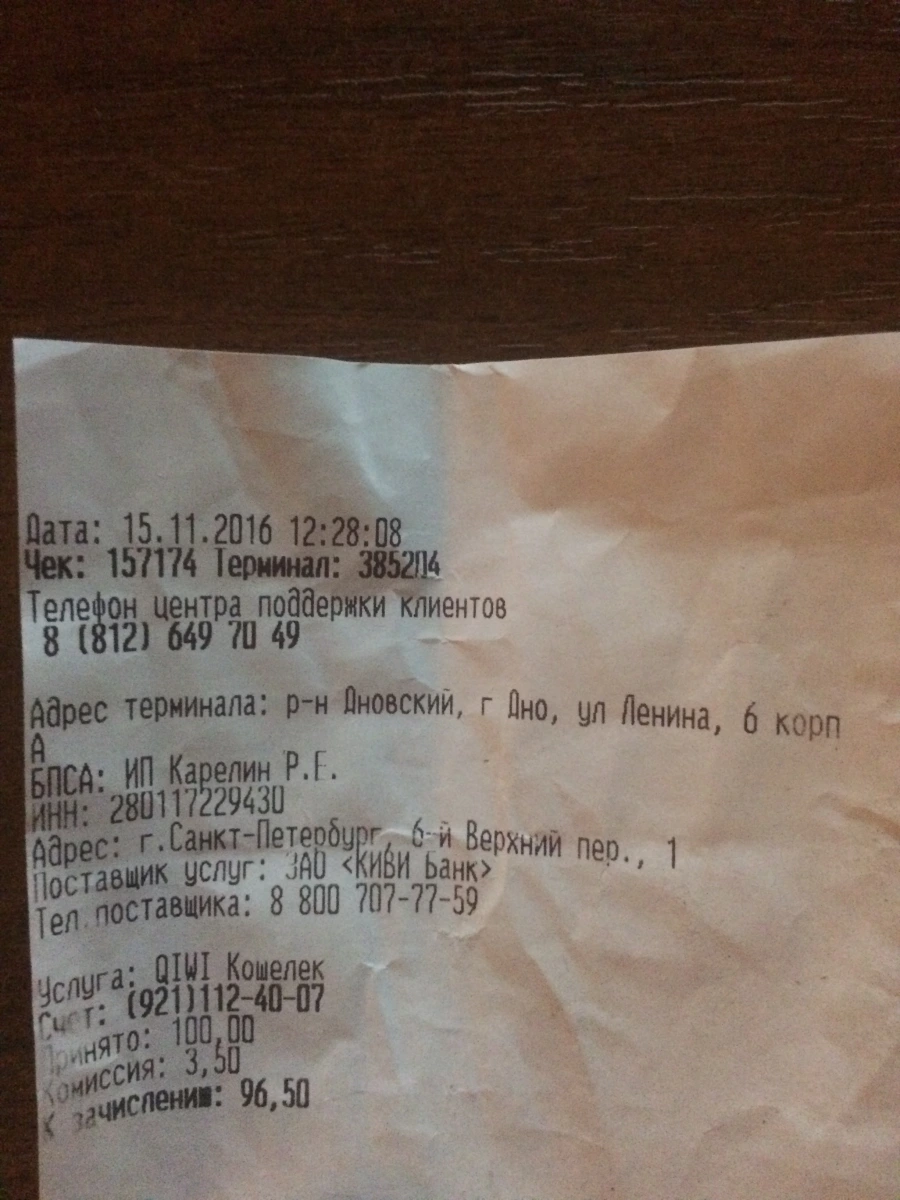 Дата: 15.11.2016 12:28:08
Чек: 157174 Терминал: 385204
Телефон центра поддержки клиентов
8 (812) 649 70 49
Адрес терминала: р-н Дновский, г Дно, ул Ленина, 6 корп
А
БПСА: ИП Карелин Р.Е.
ИНН: 280117229430
Адрес: г.Санкт-Петербург, 6-й Верхний пер., 1
Поставщик услуг: ЗАО <КИВИ Банк>
Тел.поставщика: 8 800 707-77-59
Услуга: QIWI Кошелек
Счет: (921)112-40-07
Принято: 100,00
Комиссия: 3,50
К зачислению: 96,50